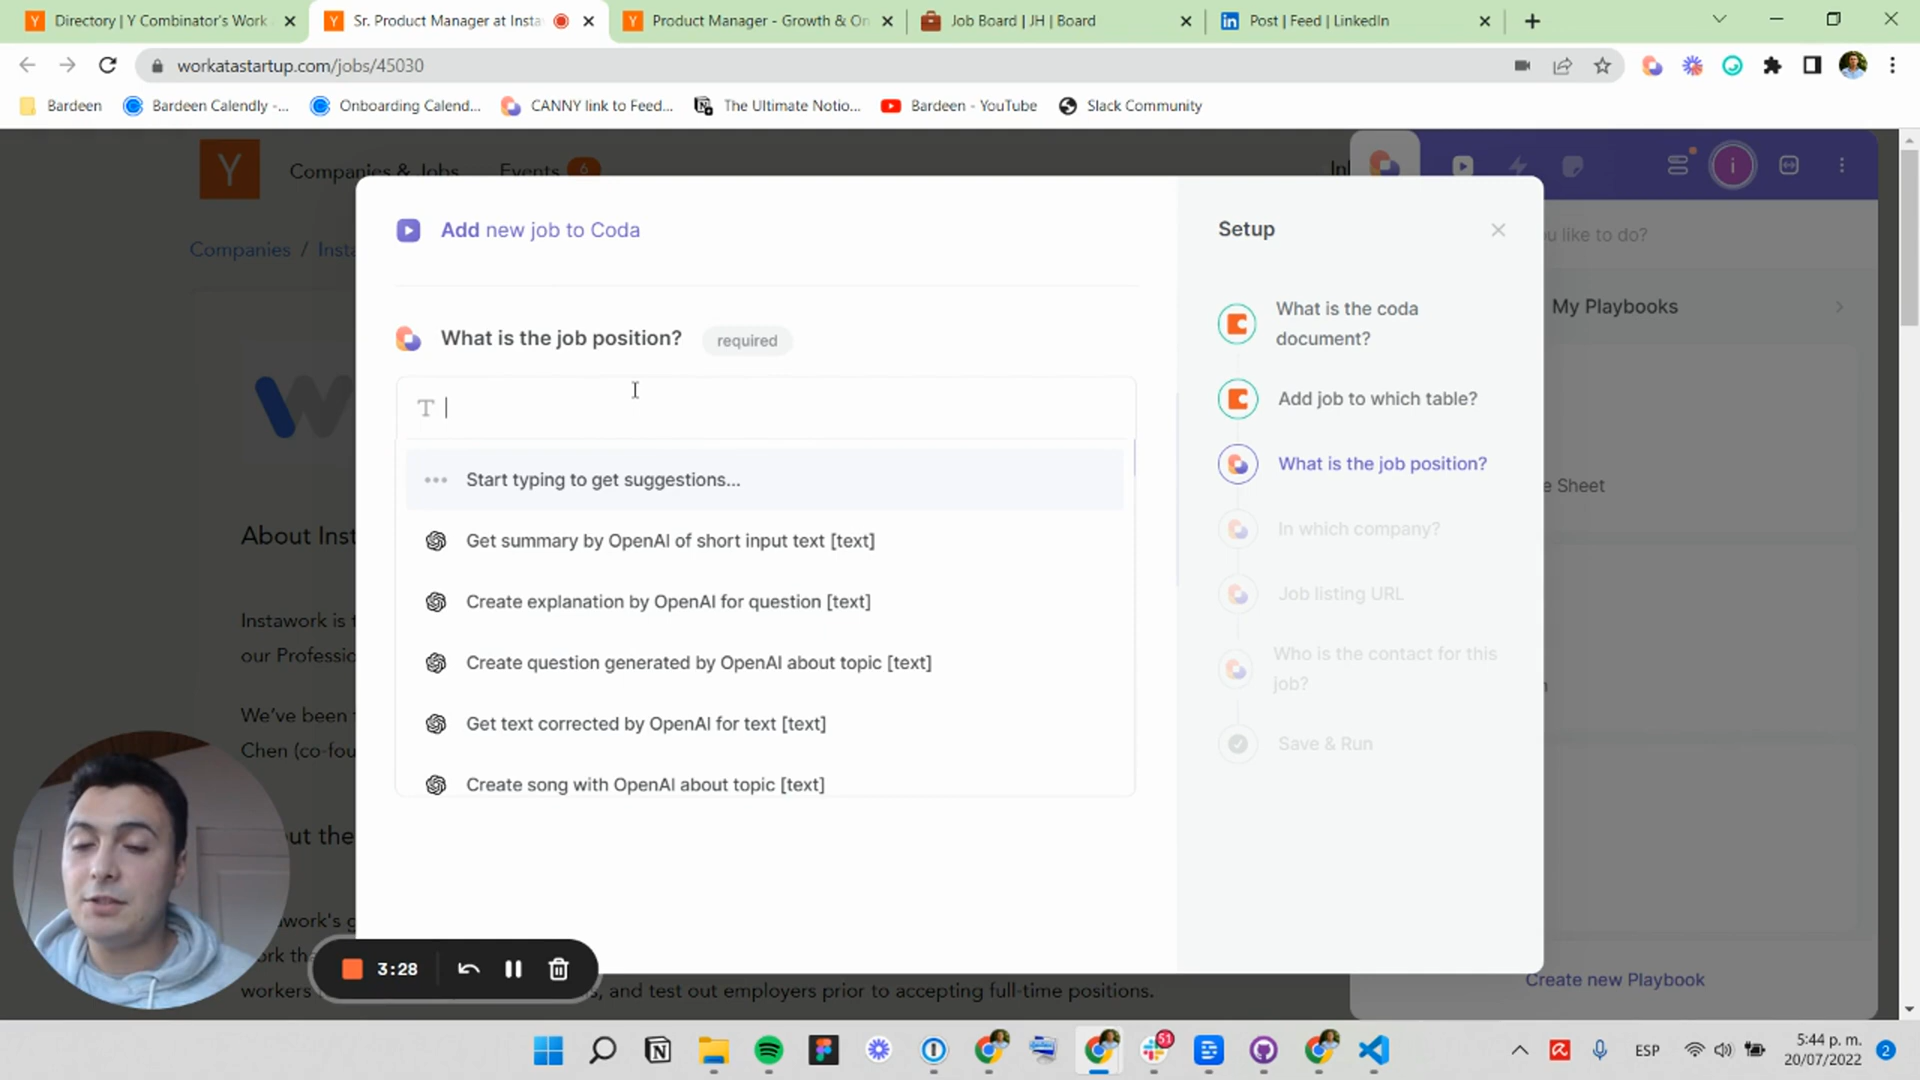 Directory | Y Combinator's Work
Sr. Product Manager at Insta
Product Manager - Growth & On
Job Board | JH | Board
Post | Feed | LinkedIn
workatastartup.com/jobs/45030
Bardeen
Bardeen Calendly -...
Onboarding Calend...
CANNY link to Feed...
The Ultimate Notio...
Bardeen - YouTube
Slack Community
Y
Companies & Jobs
Events
6
Companies / Insta
About Inst
Instawork is
our Professio
We've been
Chen (co-fou
ut the
work
workers
, and test out employers prior to accepting full-time positions.
Add new job to Coda
What is the job position?
required
T
Start typing to get suggestions...
Get summary by OpenAI of short input text [text]
Create explanation by OpenAI for question [text]
Create question generated by OpenAI about topic [text]
Get text corrected by OpenAI for text [text]
Create song with OpenAI about topic [text]
Setup
What is the coda
document?
Add job to which table?
What is the job position?
In which company?
Job listing URL
Who is the contact for this
job?
Save & Run
i
u like to do?
My Playbooks
e Sheet
Create new Playbook
3:28
51
ESP
5:44 p. m.
20/07/2022
2